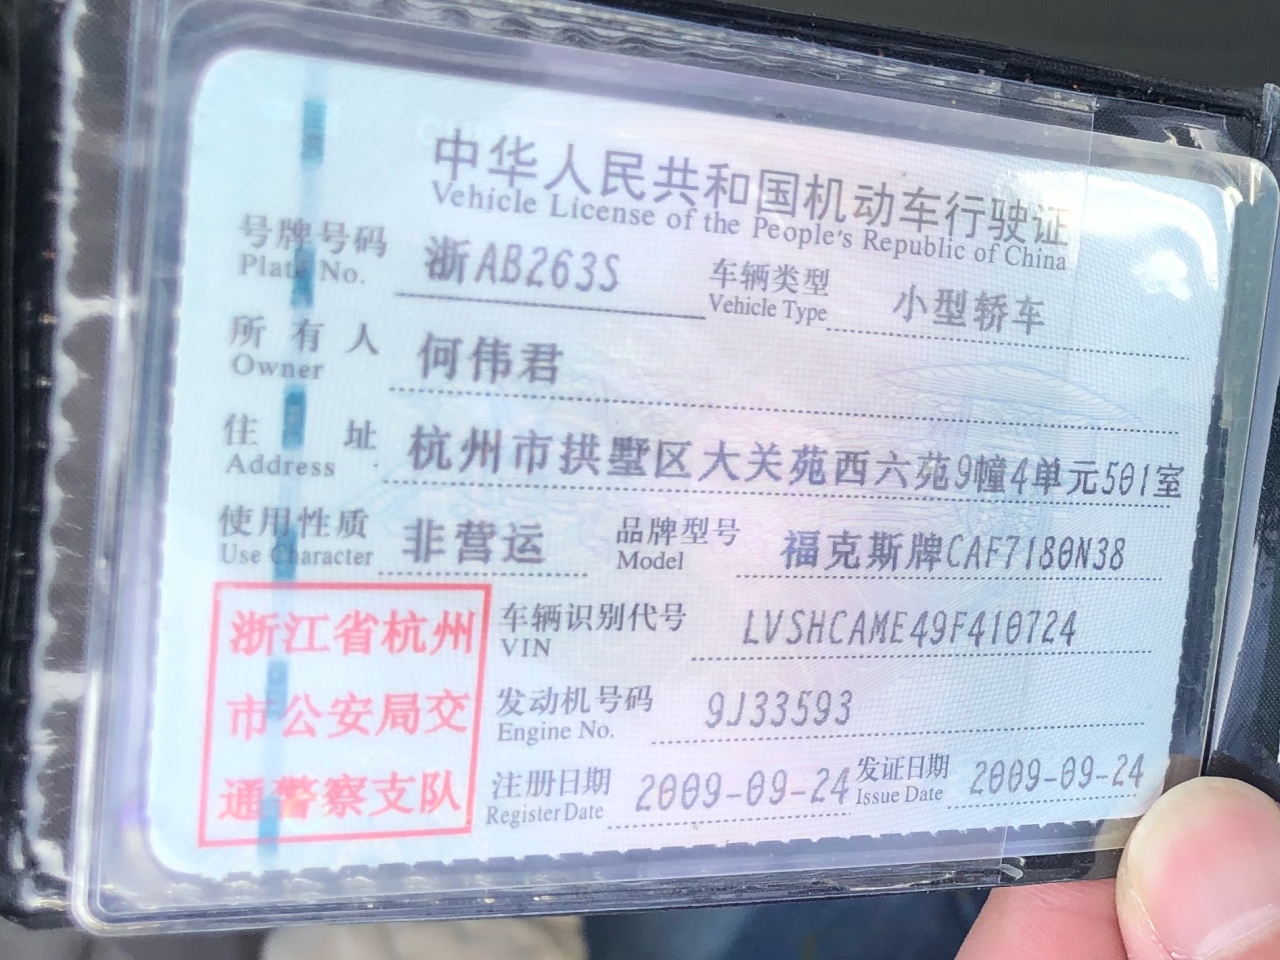 中华人民共和国机动车行驶证
Vehicle License of the People's Republic of China
号牌号码 浙AB263S 车辆类型 小型轿车
Plate No. Vehicle Type
所有人 何伟君
Owner
住址 杭州市拱墅区大关苑西六苑9幢4单元501室
Address
使用性质 非营运 品牌型号 福克斯牌CAF7180N38
Use Character Model
车辆识别代号 LVSHCAME49F410724
VIN
发动机号码 9J33593
Engine No.
注册日期 2009-09-24 发证日期 2009-09-24
Register Date Issue Date
浙江省杭州
市公安局交
通警察支队